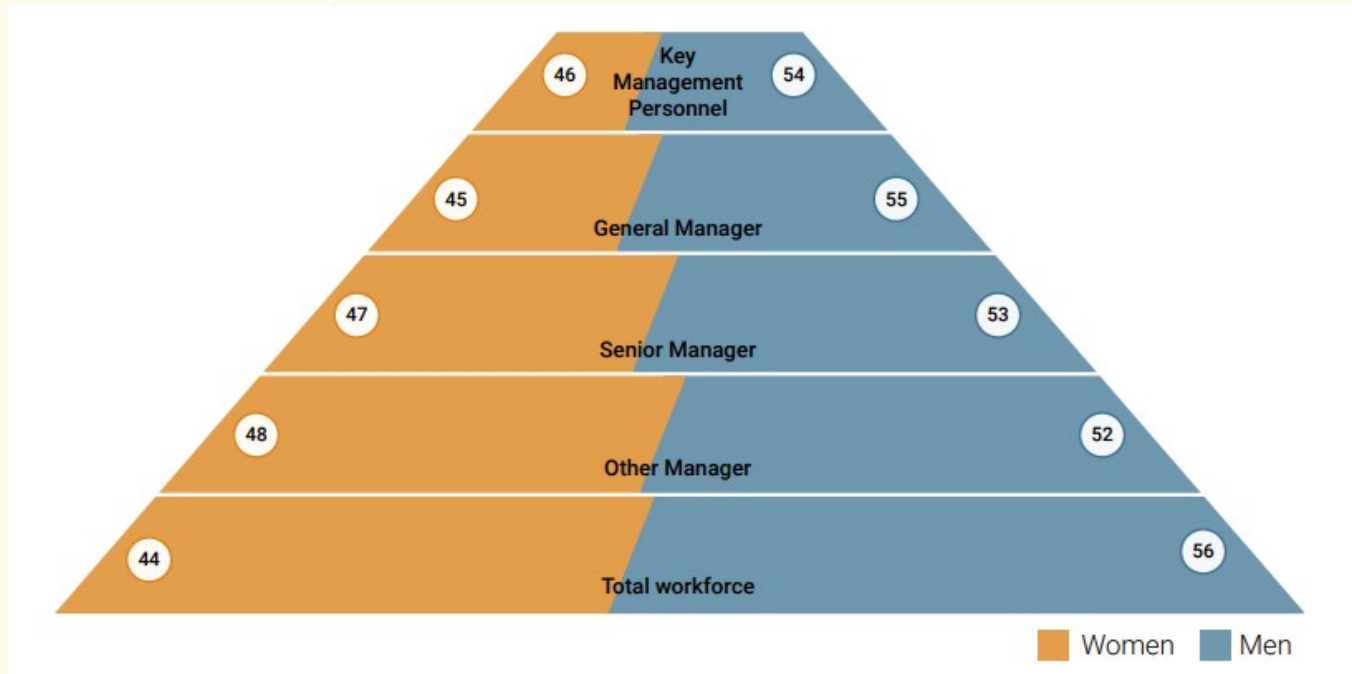 46
Key
Management
Personnel
54
45
General Manager
55
47
Senior Manager
53
48
Other Manager
52
44
Total workforce
56
Women
Men